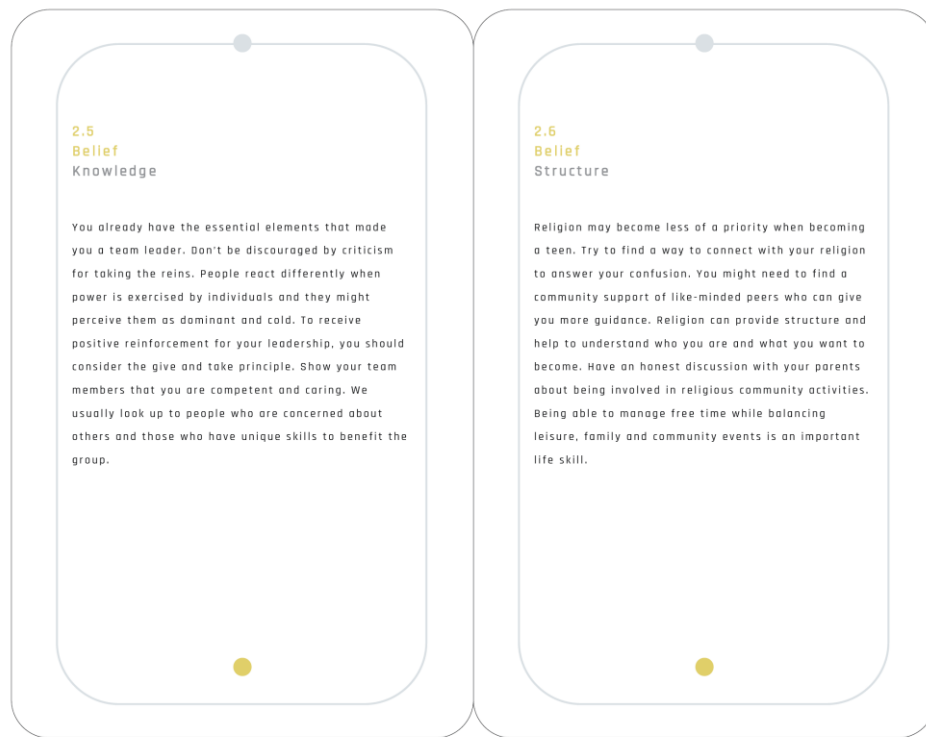 2.5
Belief
Knowledge
You already have the essential elements that made
you a team leader. Don't be discouraged by criticism
for taking the reins. People react differently when
power is exercised by individuals and they might
perceive them as dominant and cold. To receive
positive reinforcement for your leadership, you should
consider the give and take principle. Show your team
members that you are competent and caring. We
usually look up to people who are concerned about
others and those who have unique skills to benefit the
group.
2.6
Belief
Structure
Religion may become less of a priority when becoming
a teen. Try to find a way to connect with your religion
to answer your confusion. You might need to find a
community support of like-minded peers who can give
you more guidance. Religion can provide structure and
help to understand who you are and what you want to
become. Have an honest discussion with your parents
about being involved in religious community activities.
Being able to manage free time while balancing
leisure, family and community events is an important
life skill.